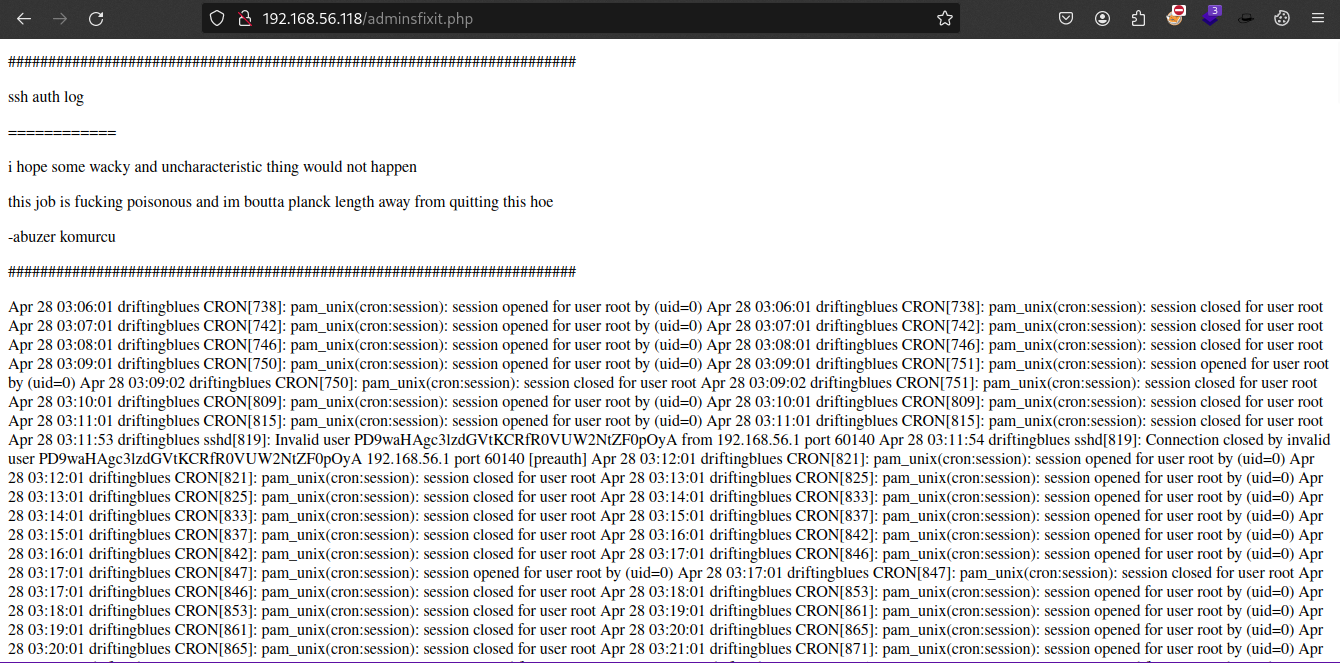 192.168.56.118/adminsfixit.php
3
#######################################################################
ssh auth log
============
i hope some wacky and uncharacteristic thing would not happen
this job is fucking poisonous and im boutta planck length away from quitting this hoe
-abuzer komurcu
#######################################################################
Apr 28 03:06:01 driftingblues CRON[738]: pam_unix(cron:session): session opened for user root by (uid=0) Apr 28 03:06:01 driftingblues CRON[738]: pam_unix(cron:session): session closed for user root
Apr 28 03:07:01 driftingblues CRON[742]: pam_unix(cron:session): session opened for user root by (uid=0) Apr 28 03:07:01 driftingblues CRON[742]: pam_unix(cron:session): session closed for user root
Apr 28 03:08:01 driftingblues CRON[746]: pam_unix(cron:session): session opened for user root by (uid=0) Apr 28 03:08:01 driftingblues CRON[746]: pam_unix(cron:session): session closed for user root
Apr 28 03:09:01 driftingblues CRON[750]: pam_unix(cron:session): session opened for user root by (uid=0) Apr 28 03:09:01 driftingblues CRON[751]: pam_unix(cron:session): session opened for user root
by (uid=0) Apr 28 03:09:02 driftingblues CRON[750]: pam_unix(cron:session): session closed for user root Apr 28 03:09:02 driftingblues CRON[751]: pam_unix(cron:session): session closed for user root
Apr 28 03:10:01 driftingblues CRON[809]: pam_unix(cron:session): session opened for user root by (uid=0) Apr 28 03:10:01 driftingblues CRON[809]: pam_unix(cron:session): session closed for user root
Apr 28 03:11:01 driftingblues CRON[815]: pam_unix(cron:session): session opened for user root by (uid=0) Apr 28 03:11:01 driftingblues CRON[815]: pam_unix(cron:session): session closed for user root
Apr 28 03:11:53 driftingblues sshd[819]: Invalid user PD9waHAgc3lzdGVtKCRfR0VUW2NtZF0pOyA from 192.168.56.1 port 60140 Apr 28 03:11:54 driftingblues sshd[819]: Connection closed by invalid
user PD9waHAgc3lzdGVtKCRfR0VUW2NtZF0pOyA 192.168.56.1 port 60140 [preauth] Apr 28 03:12:01 driftingblues CRON[821]: pam_unix(cron:session): session opened for user root by (uid=0) Apr
28 03:12:01 driftingblues CRON[821]: pam_unix(cron:session): session closed for user root Apr 28 03:13:01 driftingblues CRON[825]: pam_unix(cron:session): session opened for user root by (uid=0) Apr
28 03:13:01 driftingblues CRON[825]: pam_unix(cron:session): session closed for user root Apr 28 03:14:01 driftingblues CRON[833]: pam_unix(cron:session): session opened for user root by (uid=0) Apr
28 03:14:01 driftingblues CRON[833]: pam_unix(cron:session): session closed for user root Apr 28 03:15:01 driftingblues CRON[837]: pam_unix(cron:session): session opened for user root by (uid=0) Apr
28 03:15:01 driftingblues CRON[837]: pam_unix(cron:session): session closed for user root Apr 28 03:16:01 driftingblues CRON[842]: pam_unix(cron:session): session opened for user root by (uid=0) Apr
28 03:16:01 driftingblues CRON[842]: pam_unix(cron:session): session closed for user root Apr 28 03:17:01 driftingblues CRON[846]: pam_unix(cron:session): session opened for user root by (uid=0) Apr
28 03:17:01 driftingblues CRON[847]: pam_unix(cron:session): session opened for user root by (uid=0) Apr 28 03:17:01 driftingblues CRON[847]: pam_unix(cron:session): session closed for user root Apr
28 03:17:01 driftingblues CRON[846]: pam_unix(cron:session): session closed for user root Apr 28 03:18:01 driftingblues CRON[853]: pam_unix(cron:session): session opened for user root by (uid=0) Apr
28 03:18:01 driftingblues CRON[853]: pam_unix(cron:session): session closed for user root Apr 28 03:19:01 driftingblues CRON[861]: pam_unix(cron:session): session opened for user root by (uid=0) Apr
28 03:19:01 driftingblues CRON[861]: pam_unix(cron:session): session closed for user root Apr 28 03:20:01 driftingblues CRON[865]: pam_unix(cron:session): session opened for user root by (uid=0) Apr
28 03:20:01 driftingblues CRON[865]: pam_unix(cron:session): session closed for user root Apr 28 03:21:01 driftingblues CRON[871]: pam_unix(cron:session): session opened for user root by (uid=0) Apr